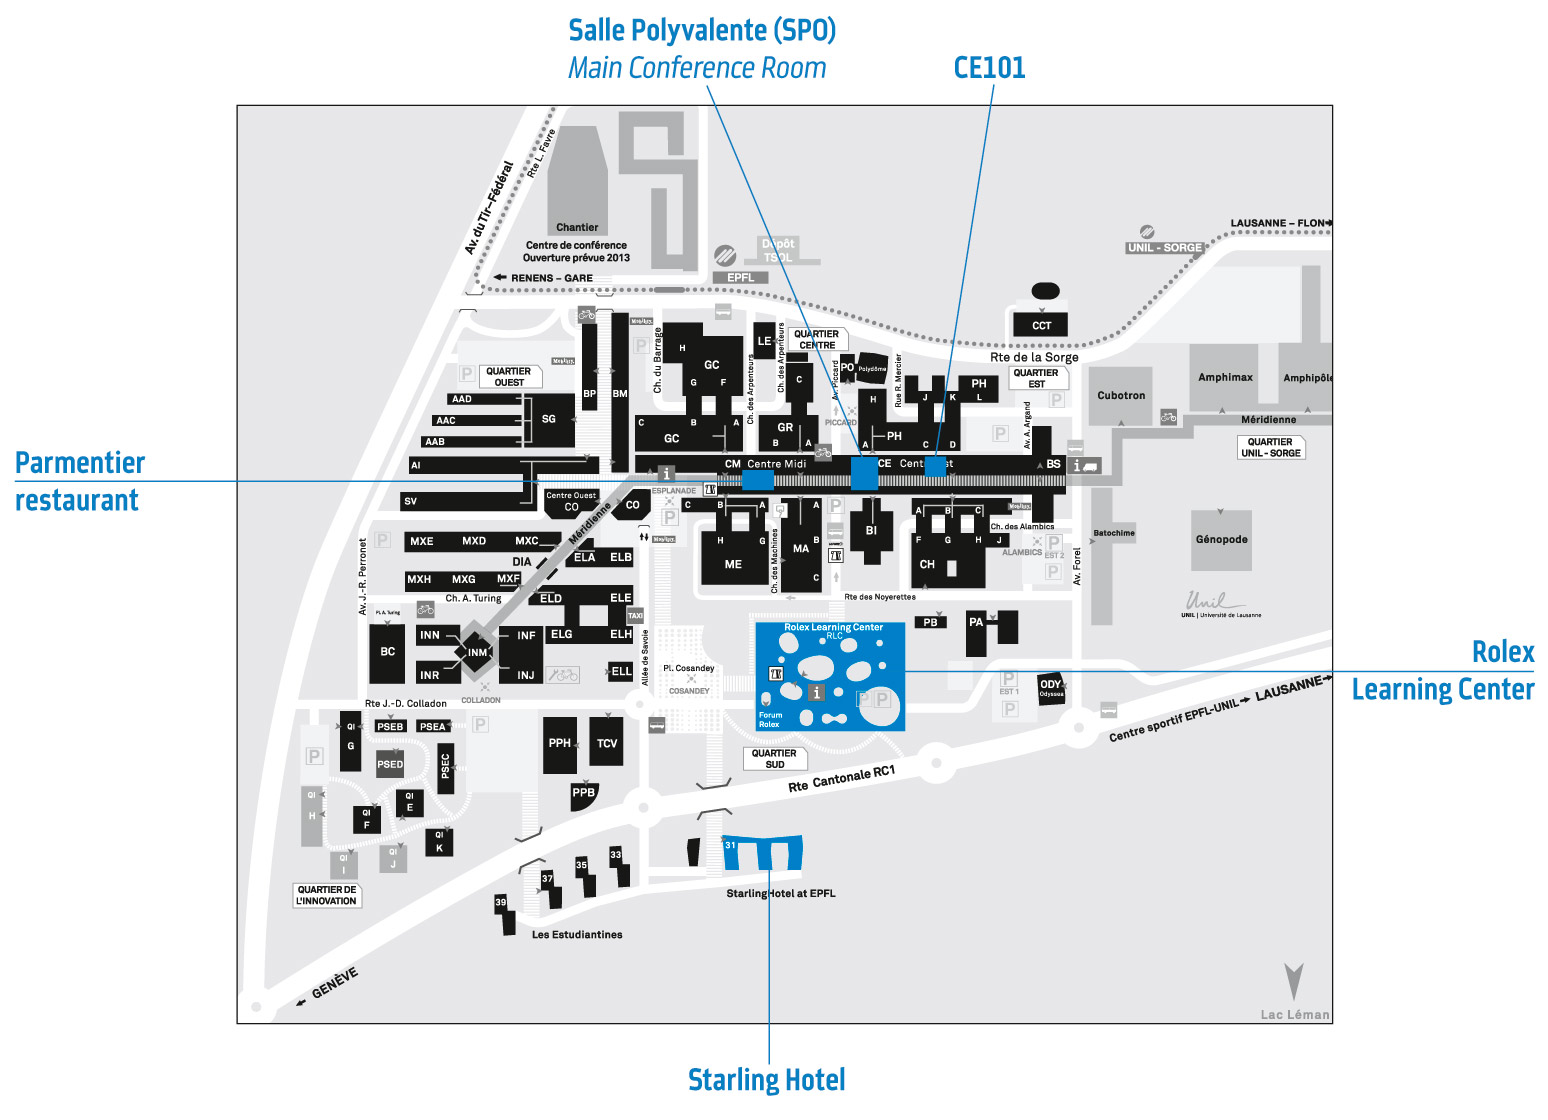 Salle Polyvalente (SPO)
Main Conference Room
CE101
Av. du Tir-Fédéral
Rte L. Favre
Chantier
Centre de conférence
Ouverture prévue 2013
RENENS – GARE
Dépôt
TSOL
EPFL
UNIL - SORGE
LAUSANNE – FLON
CCT
Rte de la Sorge
QUARTIER
OUEST
QUARTIER
CENTRE
QUARTIER
EST
P
P
P
BP
BM
Ch. du Barrage
H
GC
G
F
LE
Ch. des Arpenteurs
Ch. des Arpenteurs
C
Av. Piccard
PO
Polydôme
Rue R. Mercier
PH
J
K
L
Cubotron
Amphimax
Amphipôle
Méridienne
QUARTIER
UNIL - SORGE
AAD
AAC
AAB
SG
C
B
A
GC
GR
B
A
PICCARD
H
A
PH
C
D
P
Av. A. Argand
Parmentier
restaurant
AI
SV
CM
Centre Midi
CE
BS
i
i
ESPLANADE
Centre Ouest
CO
CO
Méridienne
P
C
B
A
H
G
ME
Ch. des Machines
A
B
C
MA
P
BI
A
B
C
F
G
H
J
CH
Ch. des Alambics
ALAMBICS
P
EST 2
P
Av. Forel
Batochime
Génopode
Unil
UNIL | Université de Lausanne
P
MXE
MXD
MXC
DIA
MXH
MXG
MXF
Ch. A. Turing
Pl. A. Turing
Av. J.-R. Perronet
ELA
ELB
ELD
ELE
ELG
ELH
ELL
TAXI
Allée de Savoie
Rte des Noyerettes
BC
INN
INF
INM
INR
INJ
COLLADON
Rte J.-D. Colladon
Pl. Cosandey
COSANDEY
Rolex Learning Center
RLC
i
P
P
Forum
Rolex
PB
PA
P
EST 1
P
ODY
Odyssea
Rolex
Learning Center
Centre sportif EPFL-UNIL
LAUSANNE
QUARTIER
SUD
Rte Cantonale RC1
QI
G
PSEB
PSEA
PSED
PSEC
P
P
QI
H
QI
F
QI
E
QI
K
QI
I
QI
J
QUARTIER DE
L'INNOVATION
PPH
TCV
PPB
31
33
35
37
39
StarlingHotel at EPFL
Les Estudiantines
GENÈVE
Lac Léman
Starling Hotel